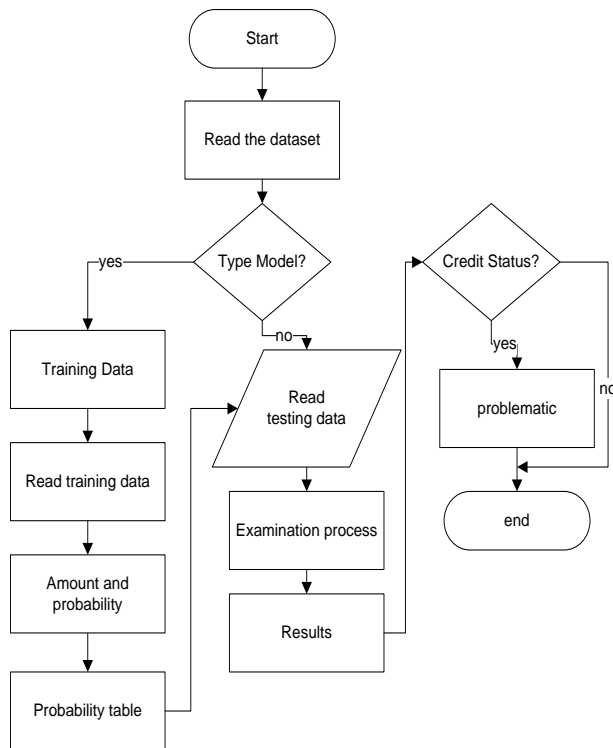 Start
Read the dataset
Type Model?
yes
no
Training Data
Read training data
Amount and
probability
Probability table
Read
testing data
Examination process
Results
Credit Status?
yes
no
problematic
end